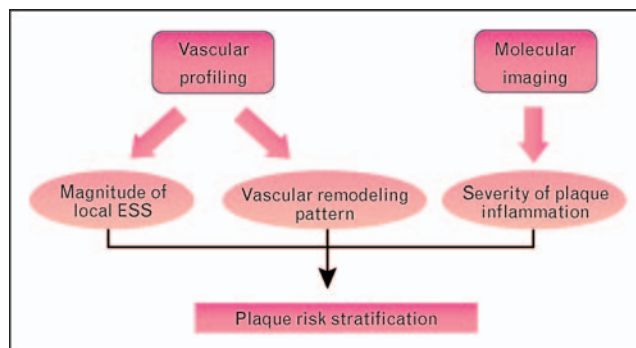 Vascular
profiling
Molecular
imaging
Magnitude of
local ESS
Vascular remodeling
pattern
Severity of plaque
inflammation
Plaque risk stratification